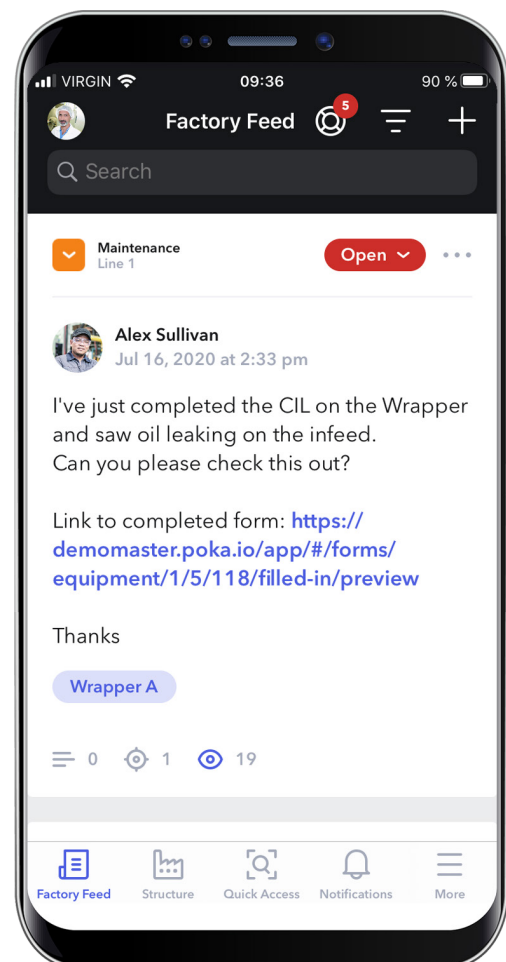 VIRGIN 09:36 90 %
Factory Feed 5
Search
Maintenance
Line 1
Open
Alex Sullivan
Jul 16, 2020 at 2:33 pm
I've just completed the CIL on the Wrapper
and saw oil leaking on the infeed.
Can you please check this out?
Link to completed form: https://
demomaster.poka.io/app/#/forms/
equipment/1/5/118/filled-in/preview
Thanks
Wrapper A
0 1 19
Factory Feed Structure Quick Access Notifications More